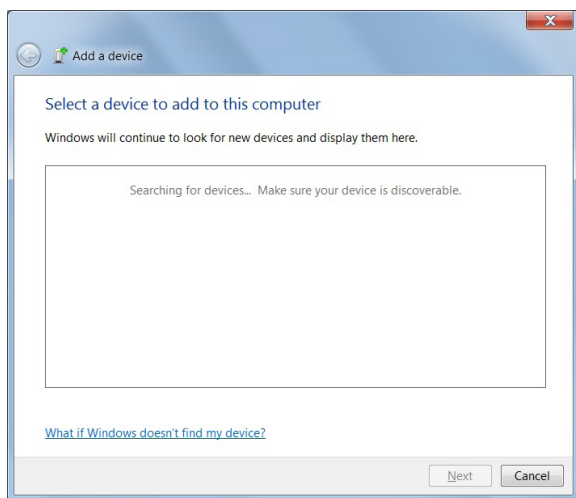 Add a device
Select a device to add to this computer
Windows will continue to look for new devices and display them here.
Searching for devices... Make sure your device is discoverable.
What if Windows doesn't find my device?
Next Cancel